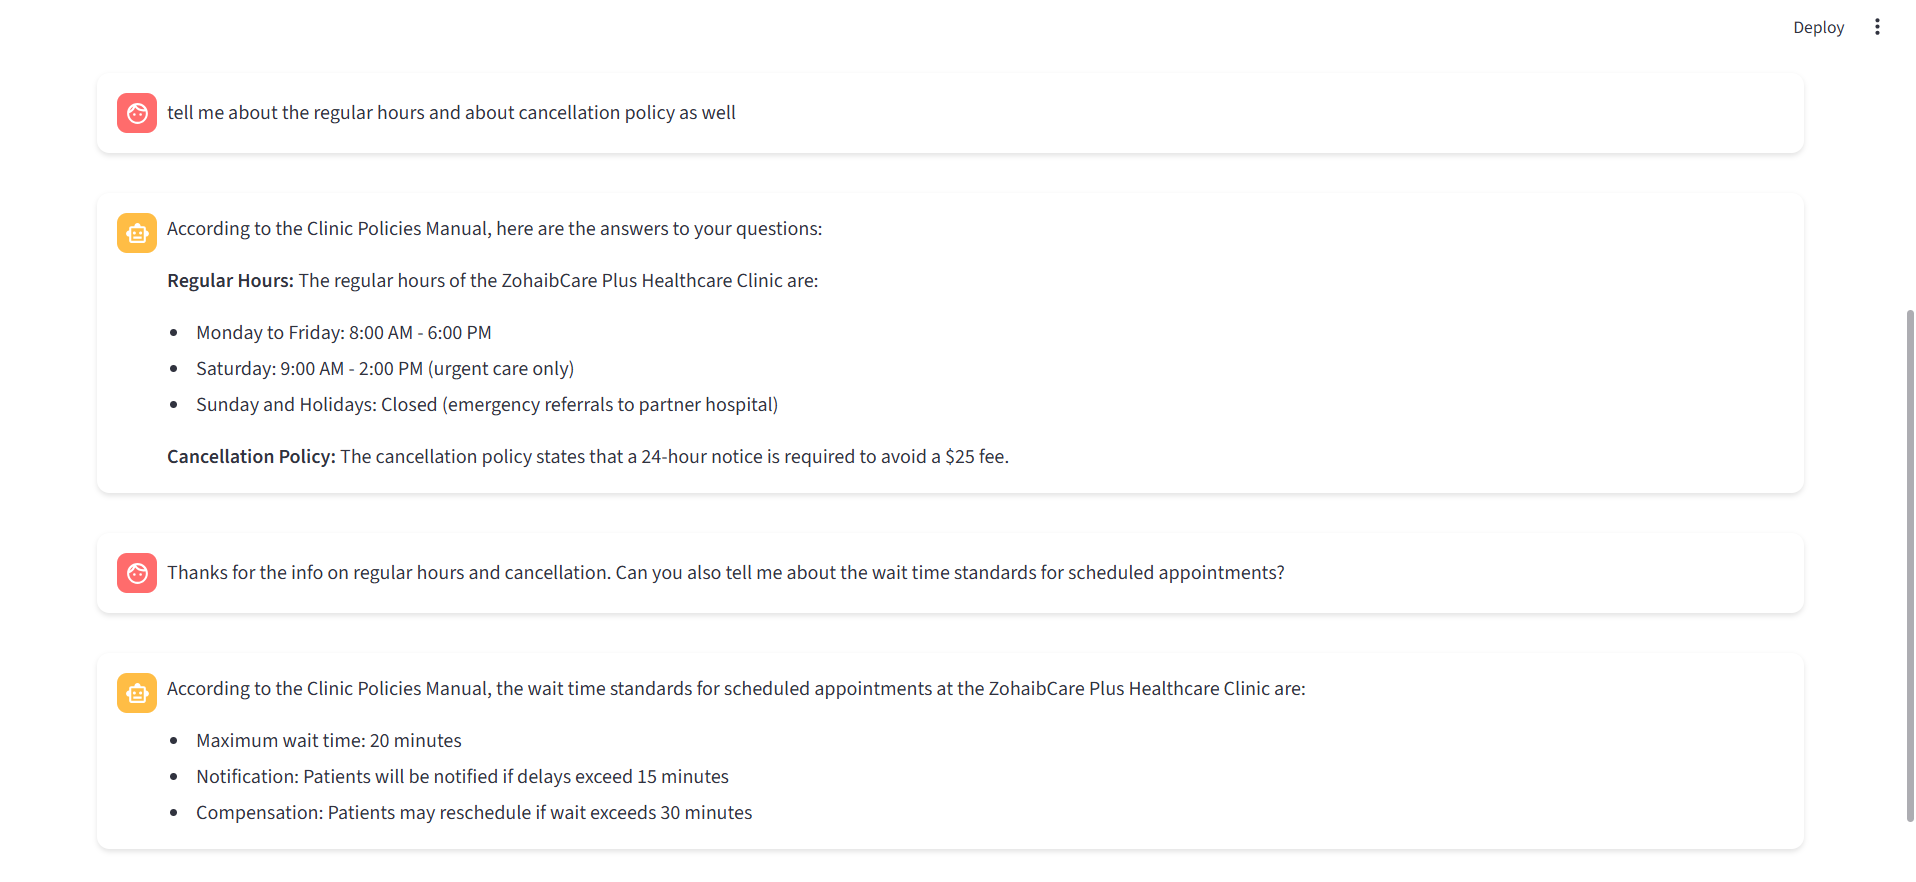 Deploy
tell me about the regular hours and about cancellation policy as well
According to the Clinic Policies Manual, here are the answers to your questions:
Regular Hours: The regular hours of the ZohaibCare Plus Healthcare Clinic are:
Monday to Friday: 8:00 AM - 6:00 PM
Saturday: 9:00 AM - 2:00 PM (urgent care only)
Sunday and Holidays: Closed (emergency referrals to partner hospital)
Cancellation Policy: The cancellation policy states that a 24-hour notice is required to avoid a $25 fee.
Thanks for the info on regular hours and cancellation. Can you also tell me about the wait time standards for scheduled appointments?
According to the Clinic Policies Manual, the wait time standards for scheduled appointments at the ZohaibCare Plus Healthcare Clinic are:
Maximum wait time: 20 minutes
Notification: Patients will be notified if delays exceed 15 minutes
Compensation: Patients may reschedule if wait exceeds 30 minutes